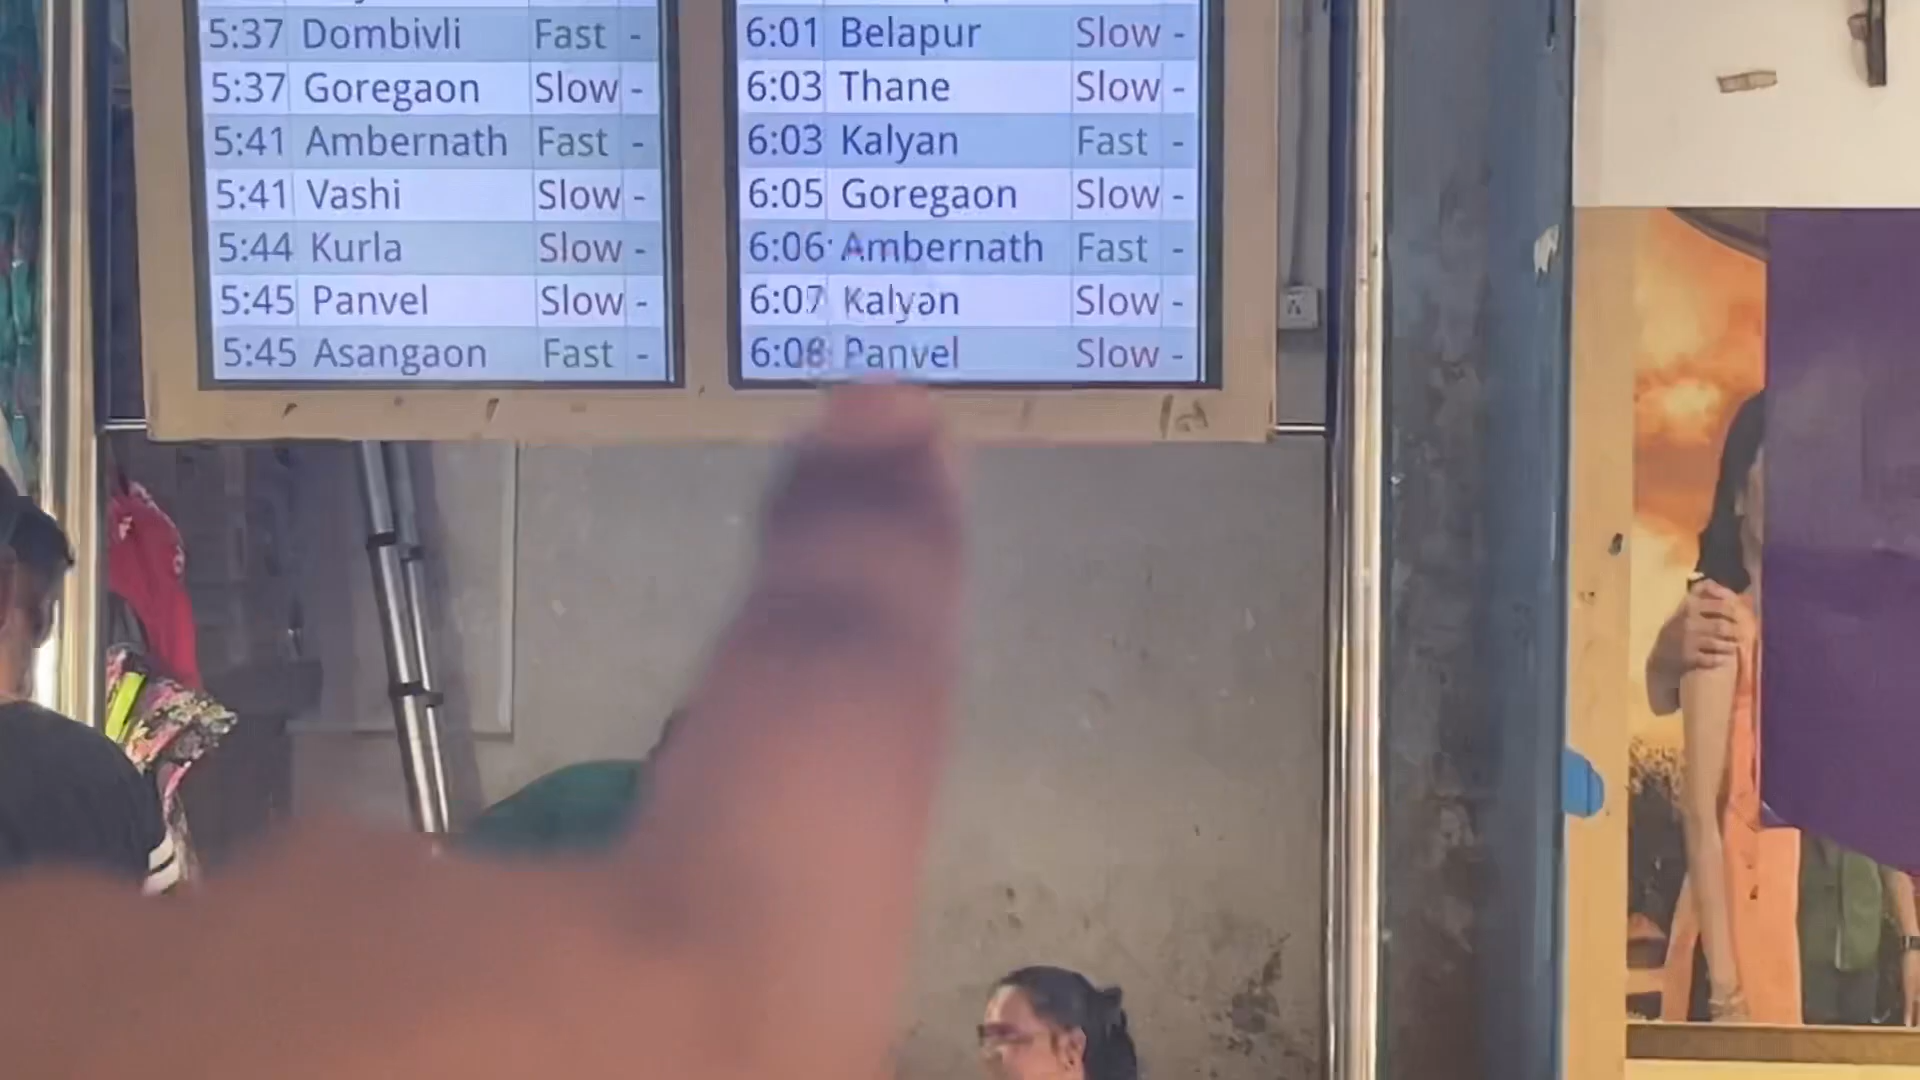 5:37 Dombivli Fast -
5:37 Goregaon Slow -
5:41 Ambernath Fast -
5:41 Vashi Slow -
5:44 Kurla Slow -
5:45 Panvel Slow -
5:45 Asangaon Fast -
6:01 Belapur Slow -
6:03 Thane Slow -
6:03 Kalyan Fast -
6:05 Goregaon Slow -
6:06 Ambernath Fast -
6:07 Kalyan Slow -
6:08 Panvel Slow -